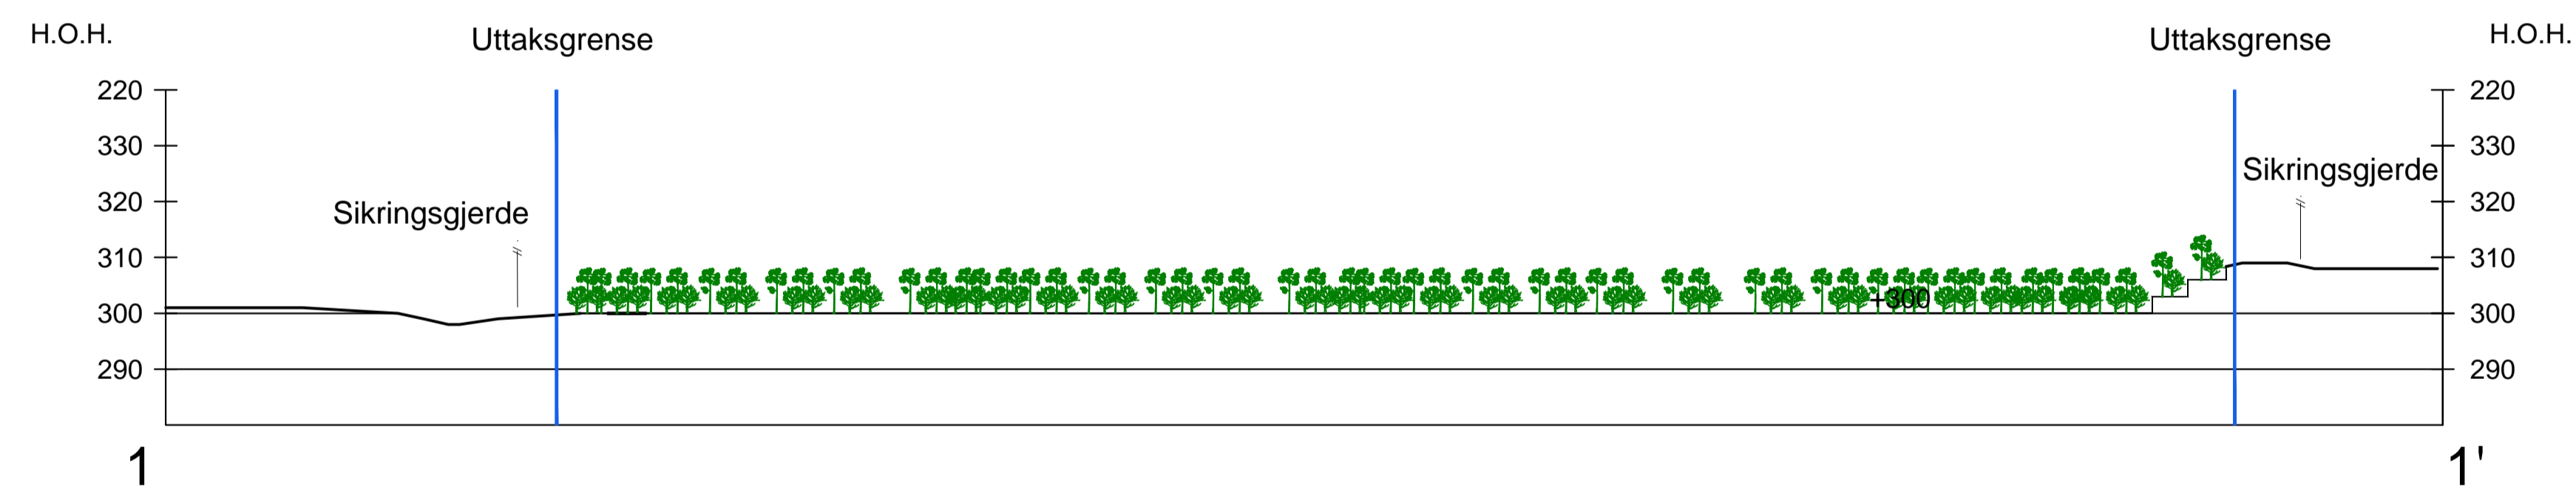 H.O.H. Uttaksgrense Uttaksgrense H.O.H.
220 220
330 330
Sikringsgjerde
320 320
Sikringsgjerde
310 310
+300
300 300
290 290
1 1'